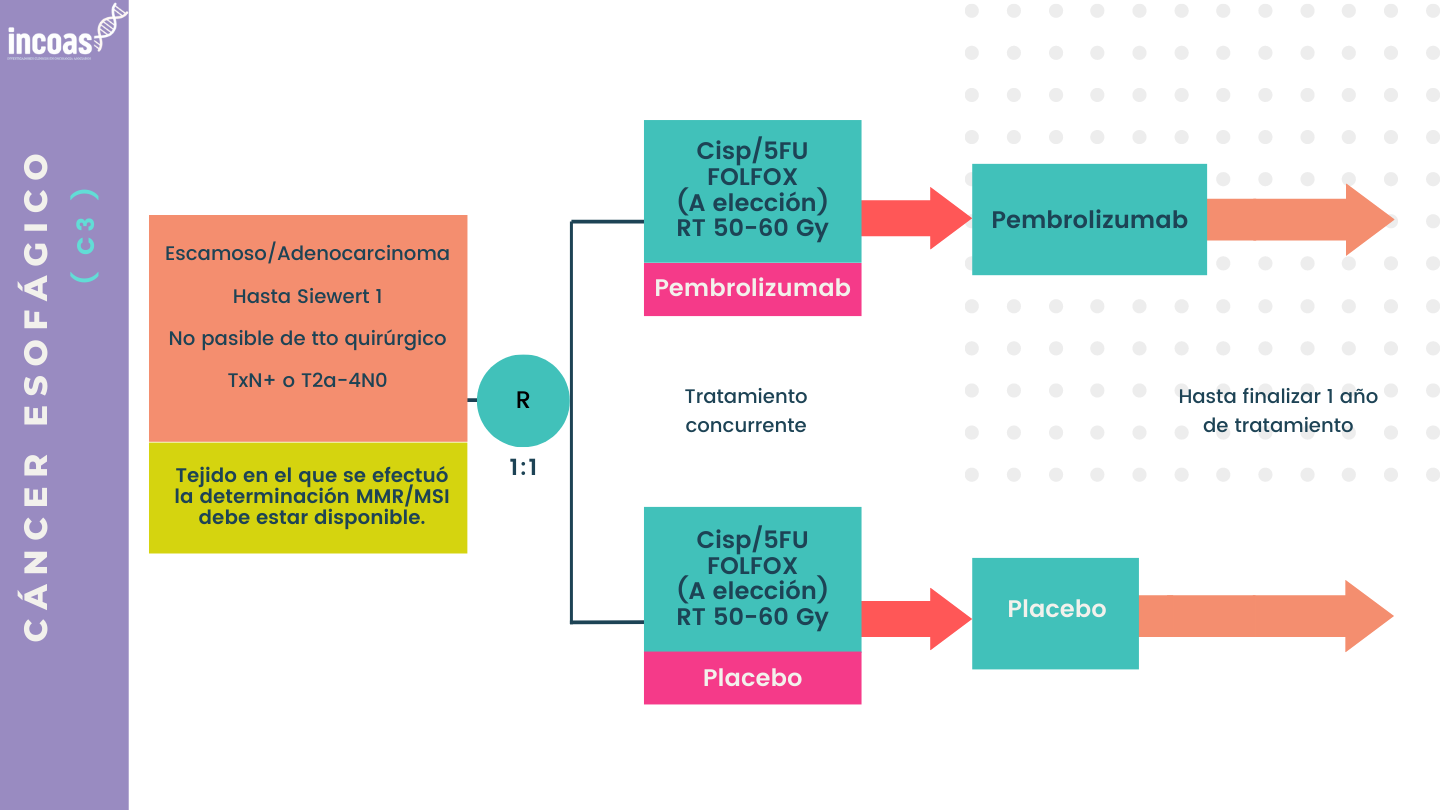 incoas
CÁNCER ESOFÁGICO
( C3 )
Escamoso/Adenocarcinoma
Hasta Siewert 1
No pasible de tto quirúrgico
TxN+ o T2a-4N0
Tejido en el que se efectuó
la determinación MMR/MSI
debe estar disponible.
R
1:1
Cisp/5FU
FOLFOX
(A elección)
RT 50-60 Gy
Pembrolizumab
Pembrolizumab
Tratamiento
concurrente
Hasta finalizar 1 año
de tratamiento
Cisp/5FU
FOLFOX
(A elección)
RT 50-60 Gy
Placebo
Placebo